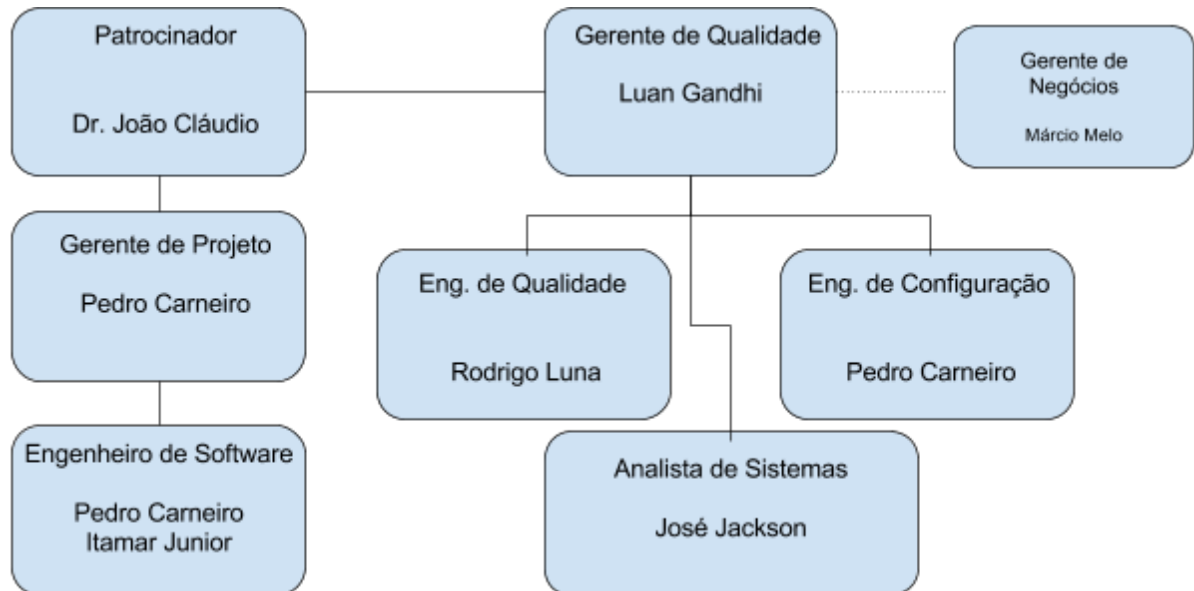 Patrocinador
Dr. João Cláudio
Gerente de Qualidade
Luan Gandhi
Gerente de
Negócios
Márcio Melo
Gerente de Projeto
Pedro Carneiro
Eng. de Qualidade
Rodrigo Luna
Eng. de Configuração
Pedro Carneiro
Engenheiro de Software
Pedro Carneiro
Itamar Junior
Analista de Sistemas
José Jackson